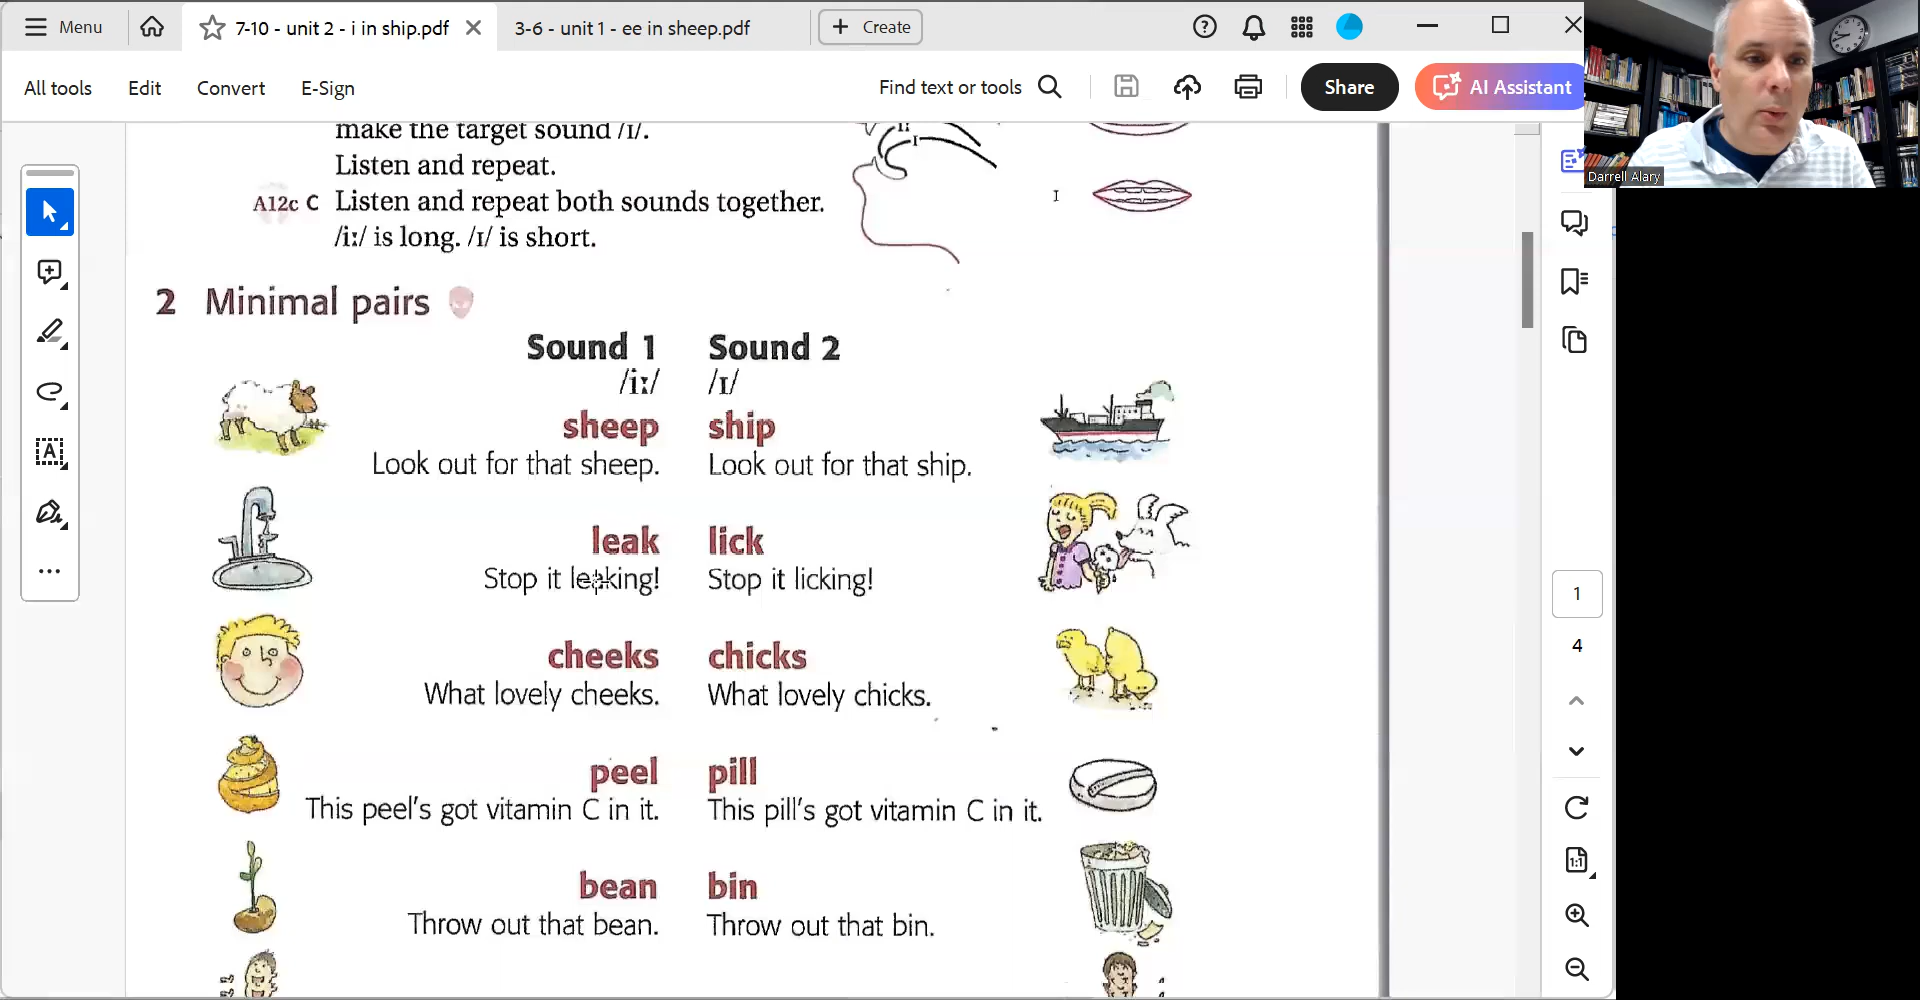 Menu
7-10 - unit 2 - i in ship.pdf
3-6 - unit 1 - ee in sheep.pdf
Create
All tools
Edit
Convert
E-Sign
Find text or tools
Share
AI Assistant
Darrell Alary
make the target sound /ɪ/.
Listen and repeat.
A12c C Listen and repeat both sounds together.
/iː/ is long. /ɪ/ is short.
iː
ɪ
ɪ
2 Minimal pairs
Sound 1 Sound 2
/iː/ /ɪ/
sheep ship
Look out for that sheep. Look out for that ship.
leak lick
Stop it leaking! Stop it licking!
cheeks chicks
What lovely cheeks. What lovely chicks.
peel pill
This peel's got vitamin C in it. This pill's got vitamin C in it.
bean bin
Throw out that bean. Throw out that bin.
1
4
1:1